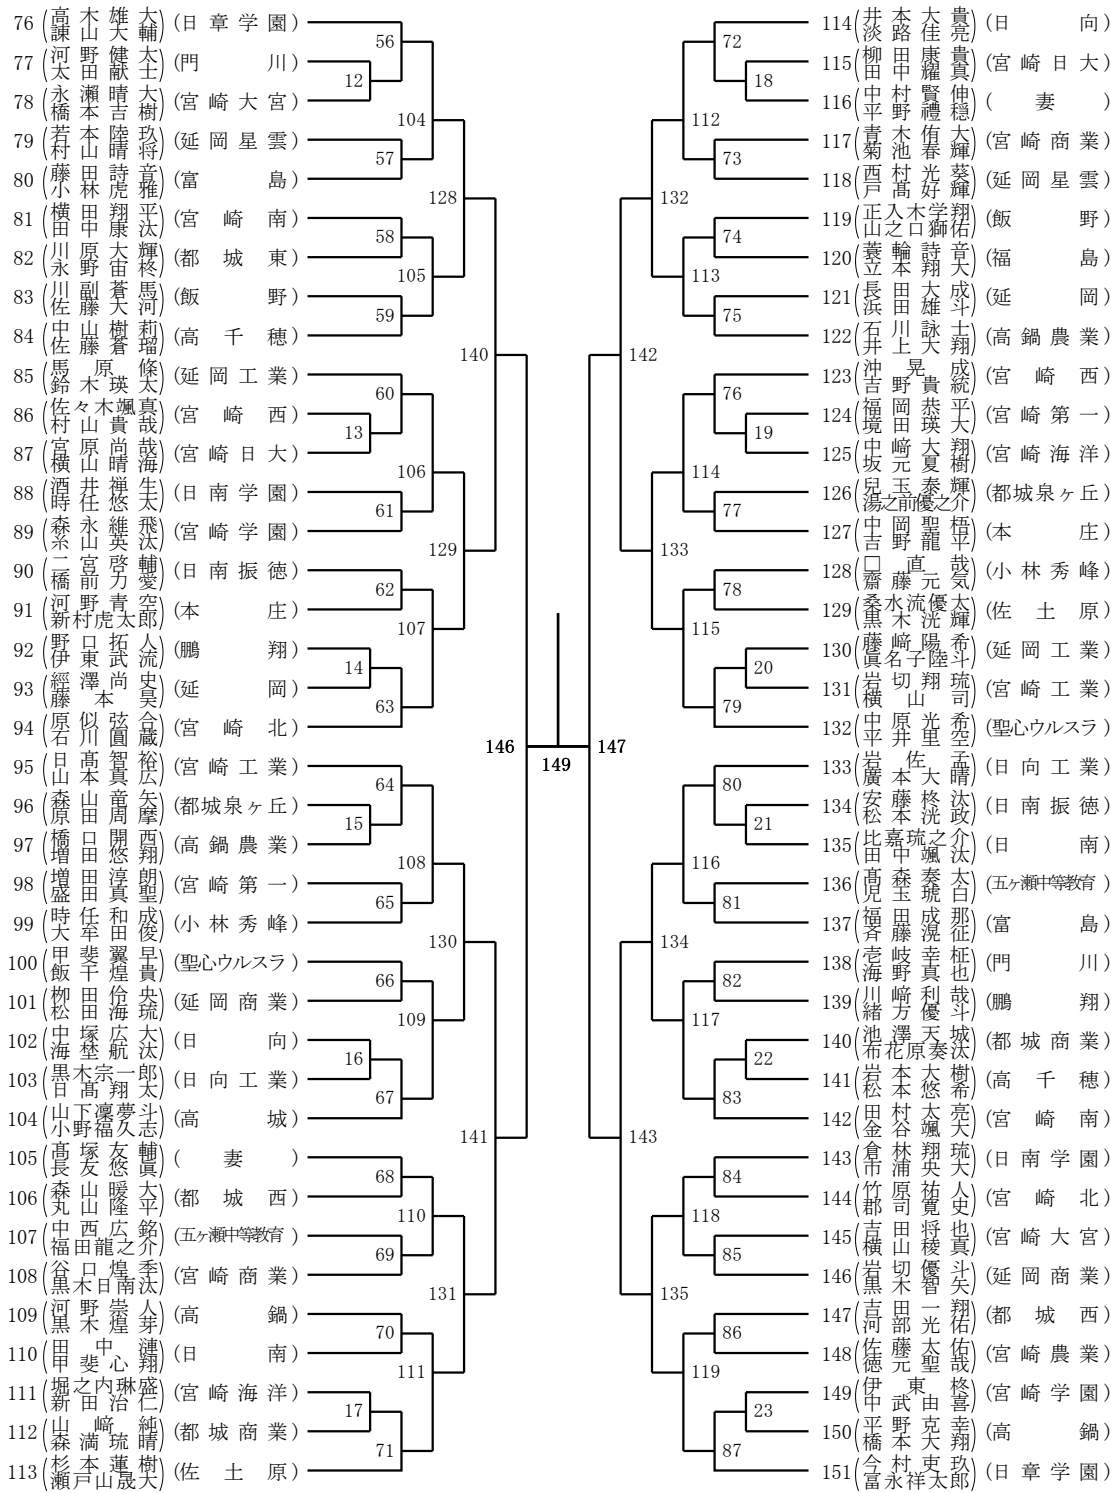 76 (高木雄大 諫山大輔) (日章学園)
77 (河野健太 太田献士) (門川)
78 (永瀬晴大 橋本吉樹) (宮崎大宮)
79 (若本陸玖 村山晴将) (延岡星雲)
80 (藤田詩音 小林虎雅) (富島)
81 (横田翔平 田中康汰) (宮崎南)
82 (川原大輝 永野宙柊) (都城東)
83 (川副蒼馬 佐藤大河) (飯野)
84 (中山樹莉 佐藤蒼瑠) (高千穂)
85 (馬原條 鈴木瑛太) (延岡工業)
86 (佐々木颯真 村山貴哉) (宮崎西)
87 (宮原尚哉 横山晴海) (宮崎日大)
88 (酒井禅生 時任悠太) (日南学園)
89 (森永維飛 糸山英汰) (宮崎学園)
90 (二宮啓輔 橋前力愛) (日南振徳)
91 (河野青空 新村虎太郎) (本庄)
92 (野口拓人 伊東武流) (鵬翔)
93 (經澤尚史 藤本昊) (延岡)
94 (原似弦合 石川圓蔵) (宮崎北)
95 (日髙智裕 山本真広) (宮崎工業)
96 (森山竜矢 原田周摩) (都城泉ヶ丘)
97 (橋口開西 増田悠翔) (高鍋農業)
98 (増田淳朗 盛田真聖) (宮崎第一)
99 (時任和成 大牟田俊) (小林秀峰)
100 (甲斐翼早 飯干煌貴) (聖心ウルスラ)
101 (栁田伶央 松田海琉) (延岡商業)
102 (中塚広大 海埜航汰) (日向)
103 (黒木宗一郎 日髙翔太) (日向工業)
104 (山下凜夢斗 小野福久志) (高城)
105 (髙塚友輔 長友悠眞) (妻)
106 (森山暖大 丸山隆平) (都城西)
107 (中西広銘 福田龍之介) (五ヶ瀬中等教育)
108 (谷口煌季 黒木日南汰) (宮崎商業)
109 (河野崇人 黒木煌芽) (高鍋)
110 (田中漣 甲斐心翔) (日南)
111 (堀之内琳盛 新田治仁) (宮崎海洋)
112 (山﨑純 森満琉晴) (都城商業)
113 (杉本蓮樹 瀬戸山晟大) (佐土原)
56
12
104
57
128
58
105
59
140
60
13
106
61
129
62
107
14
63
146
149
147
64
15
108
65
130
66
109
16
67
141
68
110
69
131
70
111
17
71
72
18
112
73
132
74
113
75
142
76
19
114
77
133
78
115
20
79
80
21
116
81
134
82
117
22
83
143
84
118
85
135
86
119
23
87
114 (井本大貴 淡路佳亮) (日向)
115 (柳田康貴 田中耀真) (宮崎日大)
116 (中村賢伸 平野禮穏) (妻)
117 (青木侑大 菊池春輝) (宮崎商業)
118 (西村光葵 戸髙好輝) (延岡星雲)
119 (正入木学翔 山之口獅佑) (飯野)
120 (蓑輪詩音 立本翔大) (福島)
121 (長田大成 浜田雄斗) (延岡)
122 (石川詠士 井上大翔) (高鍋農業)
123 (沖晃成 吉野貴統) (宮崎西)
124 (福岡恭平 境田瑛大) (宮崎第一)
125 (中﨑大翔 坂元夏樹) (宮崎海洋)
126 (兒玉泰輝 湯之前優之介) (都城泉ヶ丘)
127 (中岡聖悟 吉野龍平) (本庄)
128 (□直哉 齋藤元気) (小林秀峰)
129 (桑水流優太 黒木洸輝) (佐土原)
130 (藤﨑陽希 眞名子陸斗) (延岡工業)
131 (岩切翔琉 横山司) (宮崎工業)
132 (中原光希 平井里空) (聖心ウルスラ)
133 (岩佐孟 廣本大晴) (日向工業)
134 (安藤柊汰 松本洸政) (日南振徳)
135 (比嘉琉之介 田中颯汰) (日南)
136 (髙森奏太 児玉琥白) (五ヶ瀬中等教育)
137 (福田成那 斉藤滉征) (富島)
138 (壱岐幸柾 海野真也) (門川)
139 (川﨑利哉 緒方優斗) (鵬翔)
140 (池澤天城 布花原奏汰) (都城商業)
141 (岩本大樹 松本悠希) (高千穂)
142 (田村太亮 金谷颯大) (宮崎南)
143 (倉林翔琉 市浦央大) (日南学園)
144 (竹原祐人 郡司寛史) (宮崎北)
145 (吉田将也 横山稜真) (宮崎大宮)
146 (岩切優斗 黒木智矢) (延岡商業)
147 (吉田一翔 河部光佑) (都城西)
148 (佐藤太佑 徳元聖哉) (宮崎農業)
149 (伊東柊 中武由喜) (宮崎学園)
150 (平野克幸 橋本大翔) (高鍋)
151 (今村吏玖 冨永祥太郎) (日章学園)